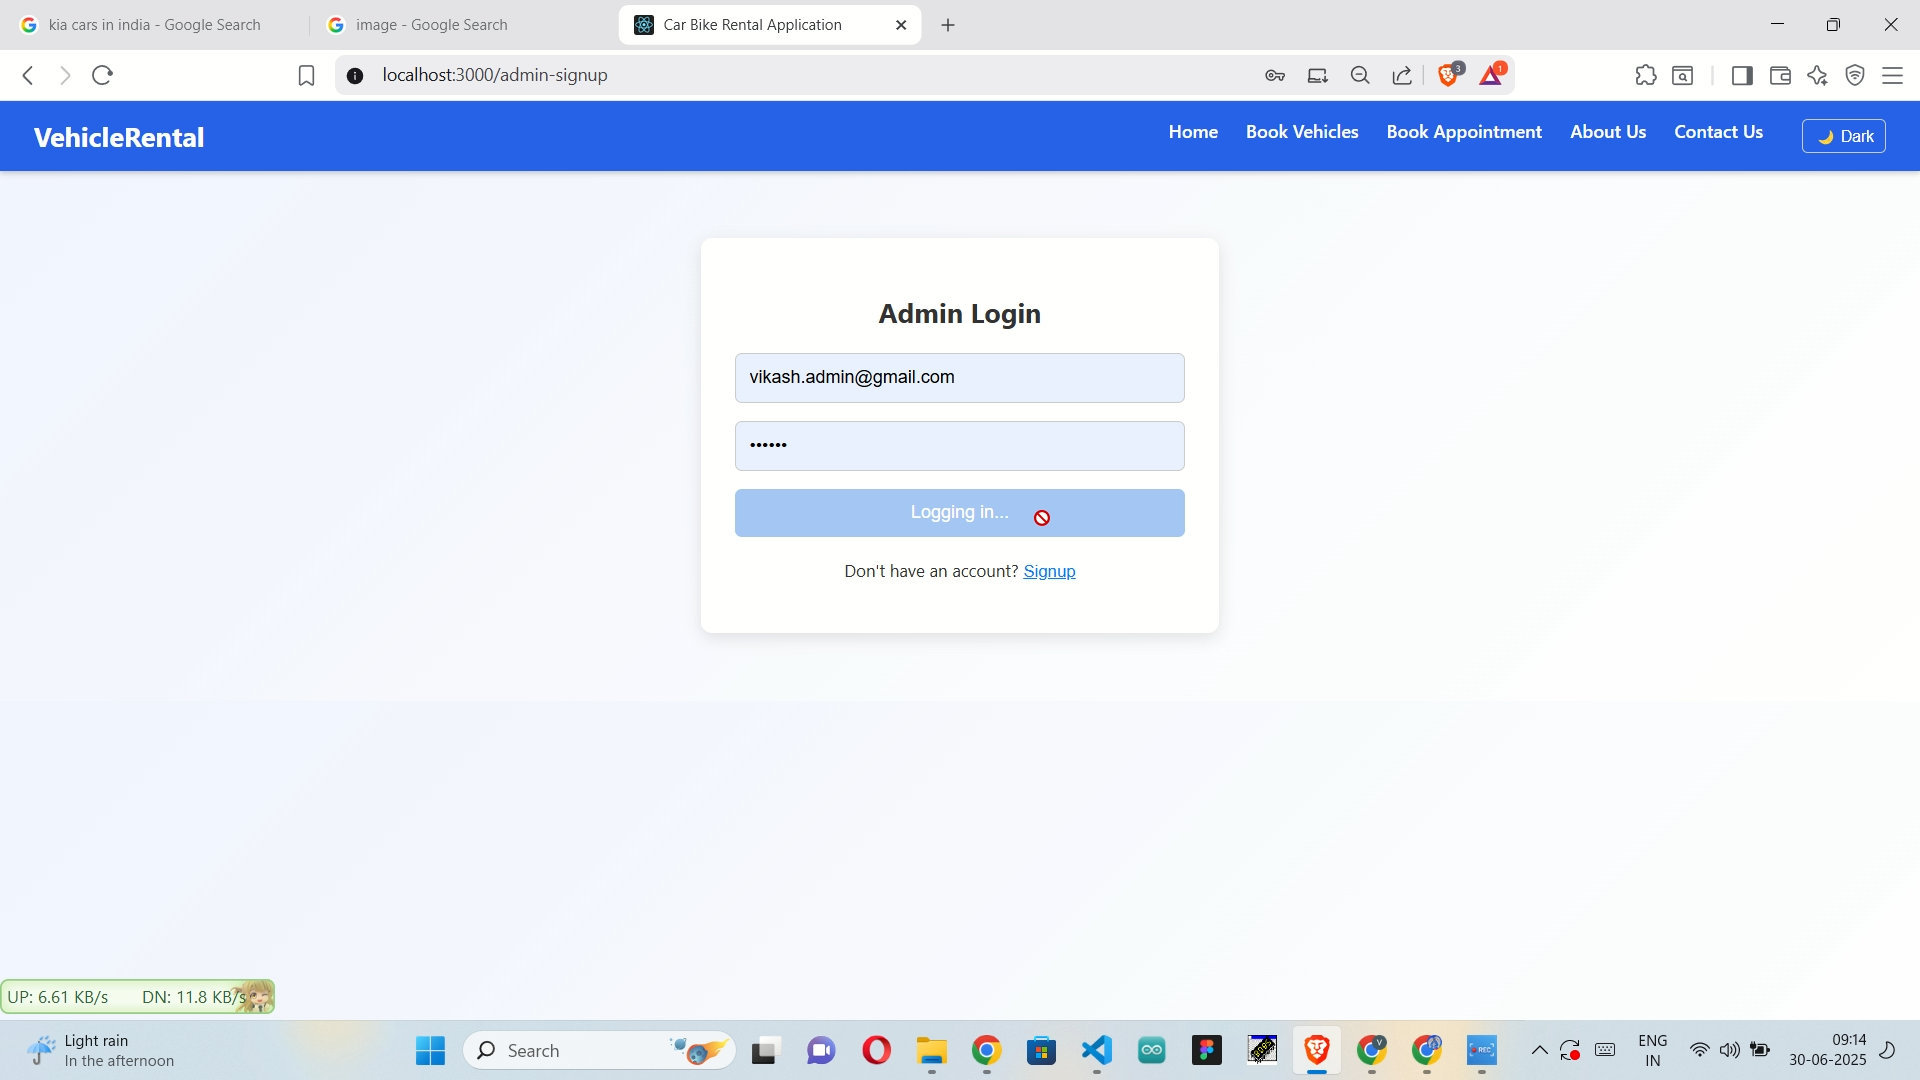 kia cars in india - Google Search
image - Google Search
Car Bike Rental Application
localhost:3000/admin-signup
3
1
VehicleRental
Home
Book Vehicles
Book Appointment
About Us
Contact Us
🌙 Dark
Admin Login
vikash.admin@gmail.com
••••••
Logging in...
Don't have an account? Signup
UP: 6.61 KB/s DN: 11.8 KB/s
Light rain
In the afternoon
Search
V
REC
ENG
IN
09:14
30-06-2025